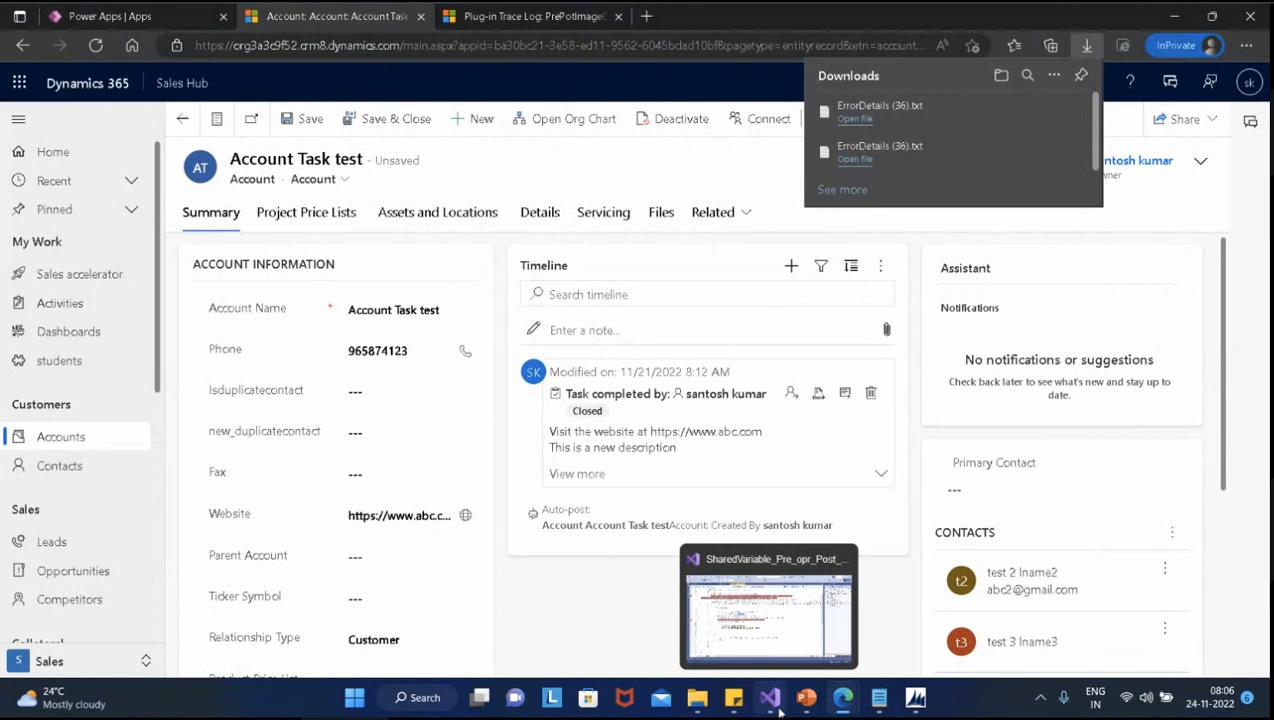 Power Apps | Apps
Account: Account: Account Task
Plug-in Trace Log: PrePotImageC
https://org3a3c9f52.crm8.dynamics.com/main.aspx?appid=ba30bc21-3e58-ed11-9562-6045bdad10bf&pagetype=entityrecord&etn=account...
InPrivate
Dynamics 365
Sales Hub
Downloads
ErrorDetails (36).txt
Open file
ErrorDetails (36).txt
Open file
See more
sk
Save
Save & Close
New
Open Org Chart
Deactivate
Connect
Share
AT
Account Task test - Unsaved
Account · Account
ntosh kumar
wner
Summary
Project Price Lists
Assets and Locations
Details
Servicing
Files
Related
Home
Recent
Pinned
My Work
Sales accelerator
Activities
Dashboards
students
Customers
Accounts
Contacts
Sales
Leads
Opportunities
Competitors
S
Sales
ACCOUNT INFORMATION
Account Name * Account Task test
Phone 965874123
Isduplicatecontact ---
new_duplicatecontact ---
Fax ---
Website https://www.abc.c...
Parent Account ---
Ticker Symbol ---
Relationship Type Customer
Timeline
Search timeline
Enter a note...
SK
Modified on: 11/21/2022 8:12 AM
Task completed by: santosh kumar
Closed
Visit the website at https://www.abc.com
This is a new description
View more
Auto-post:
Account Account Task testAccount: Created By santosh kumar
Assistant
Notifications
No notifications or suggestions
Check back later to see what's new and stay up to
date.
Primary Contact
---
CONTACTS
t2
test 2 lname2
abc2@gmail.com
t3
test 3 lname3
SharedVariable_Pre_opr_Post_...
24°C
Mostly cloudy
Search
L
ENG
IN
08:06
24-11-2022
6